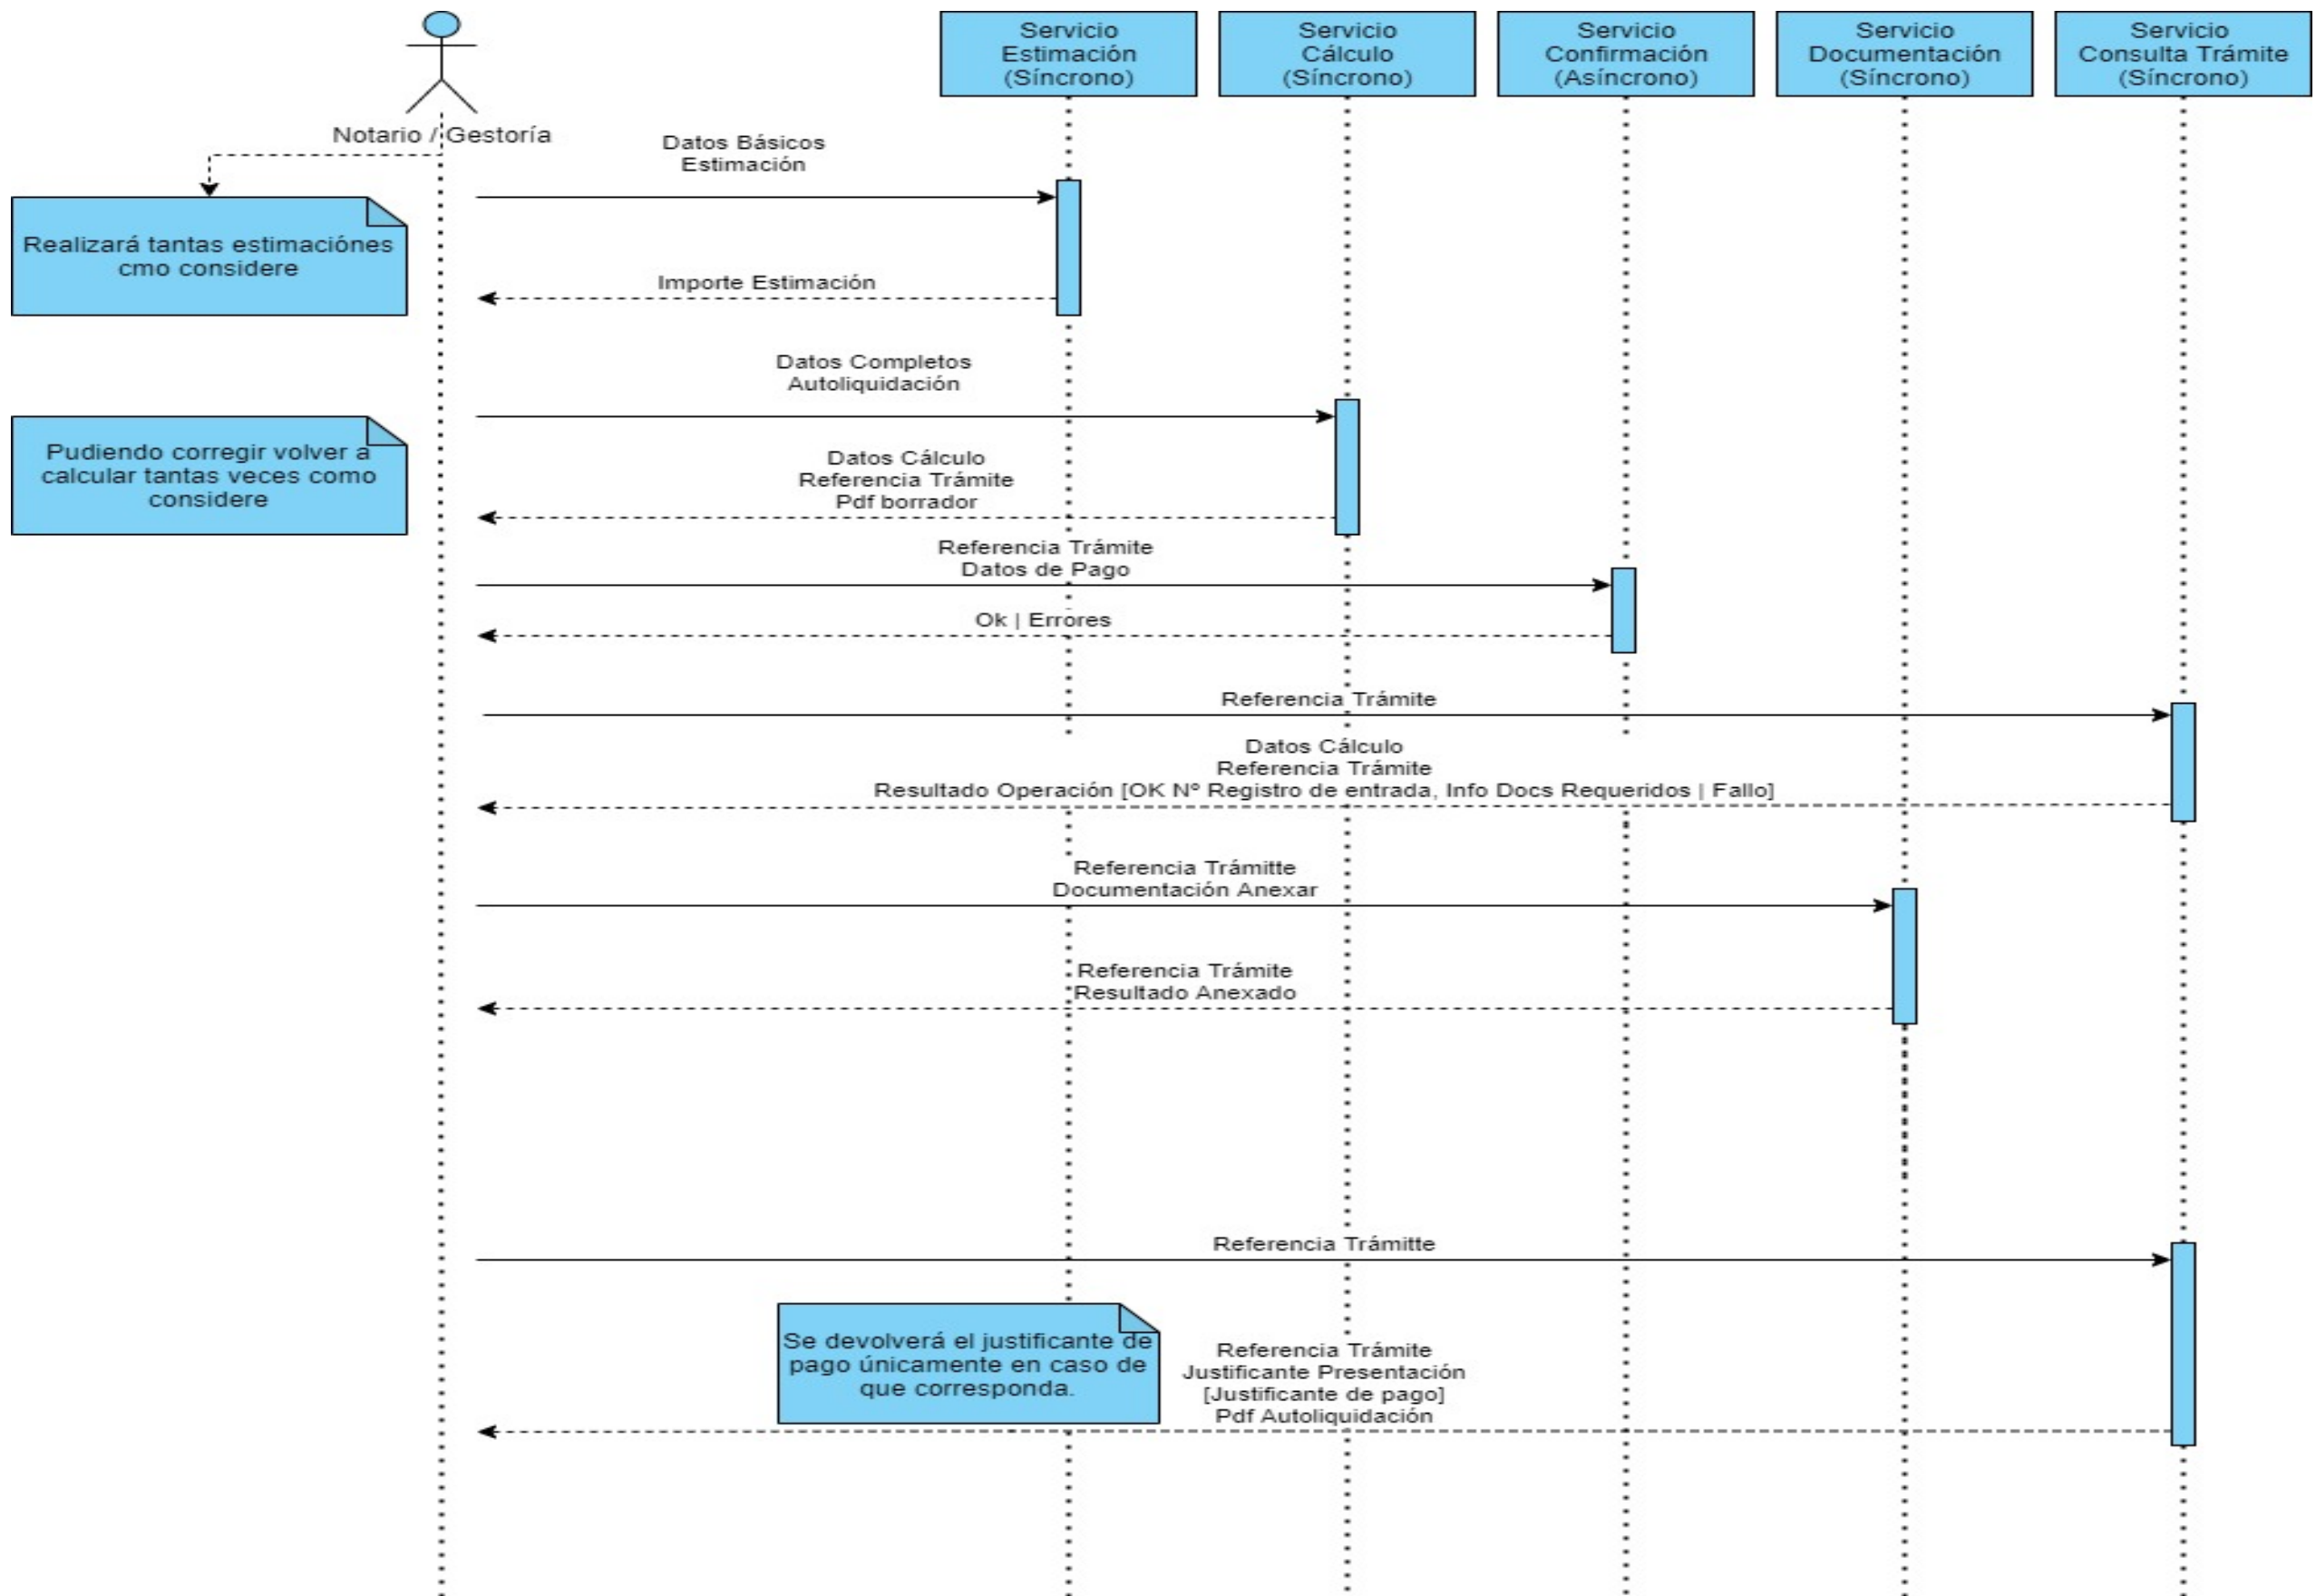 Servicio
Estimación
(Síncrono)
Servicio
Cálculo
(Síncrono)
Servicio
Confirmación
(Asíncrono)
Servicio
Documentación
(Síncrono)
Servicio
Consulta Trámite
(Síncrono)
Notario / Gestoría
Datos Básicos
Estimación
Realizará tantas estimaciónes
cmo considere
Importe Estimación
Datos Completos
Autoliquidación
Pudiendo corregir volver a
calcular tantas veces como
considere
Datos Cálculo
Referencia Trámite
Pdf borrador
Referencia Trámite
Datos de Pago
Ok | Errores
Referencia Trámite
Datos Cálculo
Referencia Trámite
Resultado Operación [OK Nº Registro de entrada, Info Docs Requeridos | Fallo]
Referencia Trámitte
Documentación Anexar
Referencia Trámite
Resultado Anexado
Referencia Trámitte
Se devolverá el justificante de
pago únicamente en caso de
que corresponda.
Referencia Trámite
Justificante Presentación
[Justificante de pago]
Pdf Autoliquidación